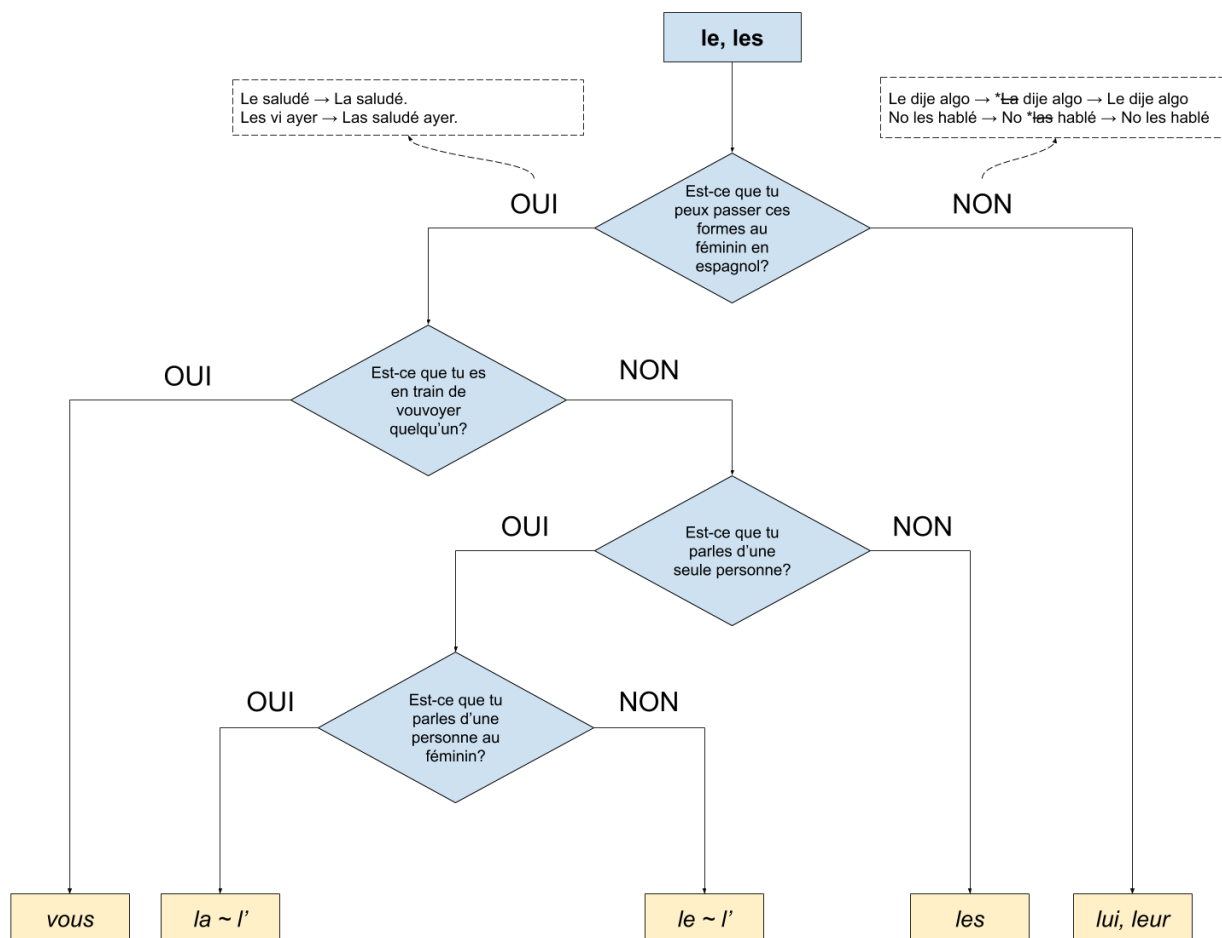 le, les
Le saludé → La saludé.
Les vi ayer → Las saludé ayer.
Le dije algo → *La dije algo → Le dije algo
No les hablé → No *las hablé → No les hablé
Est-ce que tu
peux passer ces
formes au
féminin en
espagnol?
OUI
NON
Est-ce que tu es
en train de
vouvoyer
quelqu'un?
OUI
NON
Est-ce que tu
parles d'une
seule personne?
OUI
NON
Est-ce que tu
parles d'une
personne au
féminin?
OUI
NON
vous
la ~ l'
le ~ l'
les
lui, leur